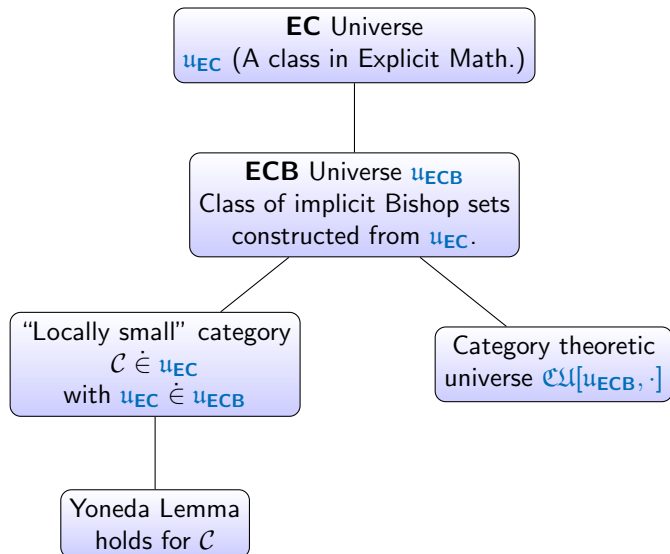 EC Universe
𝔲_EC (A class in Explicit Math.)
ECB Universe 𝔲_ECB
Class of implicit Bishop sets
constructed from 𝔲_EC.
“Locally small” category
𝒞 ∈̇ 𝔲_EC
with 𝔲_EC ∈̇ 𝔲_ECB
Category theoretic
universe ℭ𝔘[𝔲_ECB, ·]
Yoneda Lemma
holds for 𝒞